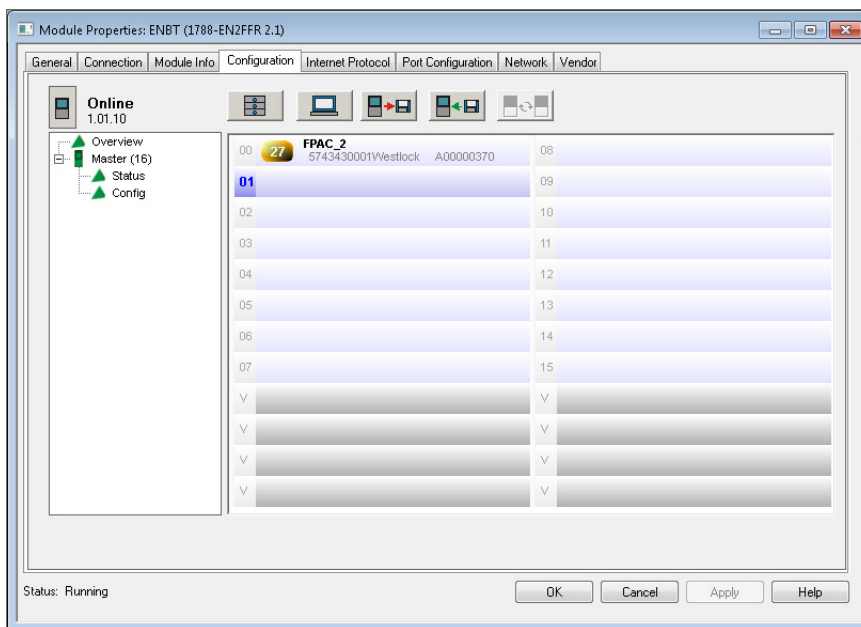 Module Properties: ENBT (1788-EN2FFR 2.1)
General Connection Module Info Configuration Internet Protocol Port Configuration Network Vendor
Online
1.01.10
Overview
Master (16)
Status
Config
00 27 FPAC_2
5743430001Westlock A00000370
08
01 09
02 10
03 11
04 12
05 13
06 14
07 15
V V
V V
V V
V V
Status: Running OK Cancel Apply Help